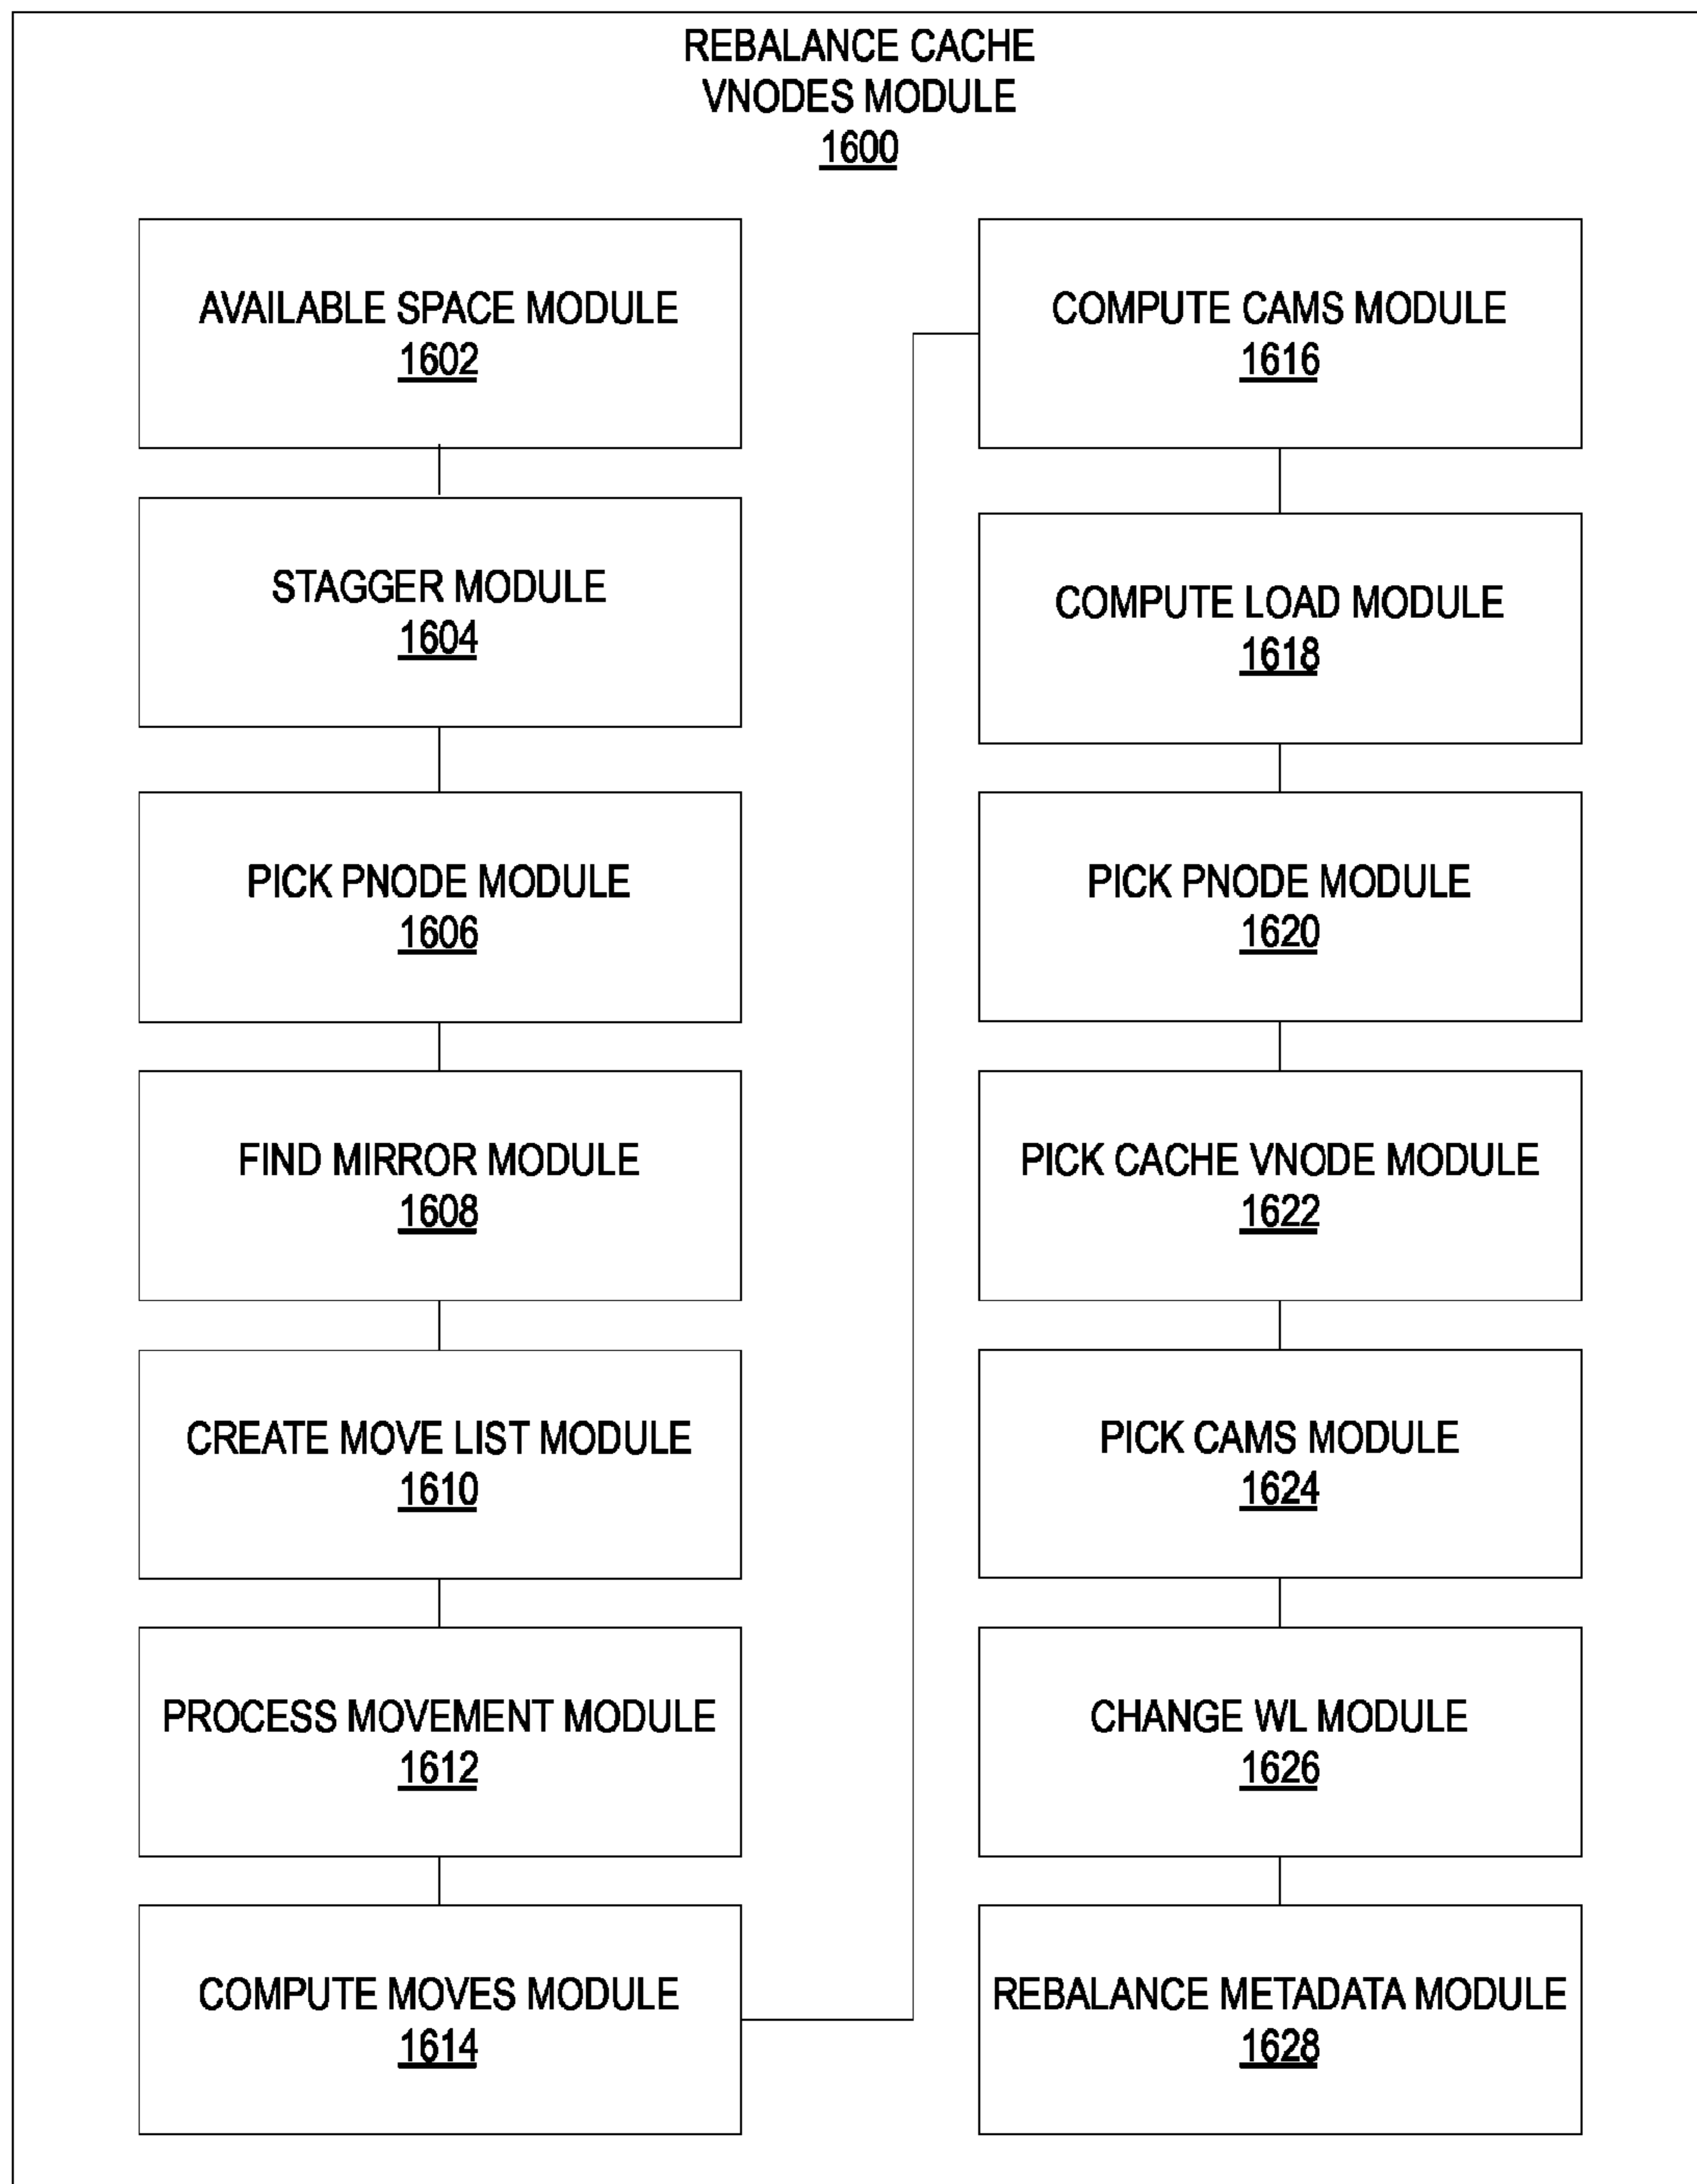 REBALANCE CACHE
VNODES MODULE
1600
AVAILABLE SPACE MODULE
1602
STAGGER MODULE
1604
PICK PNODE MODULE
1606
FIND MIRROR MODULE
1608
CREATE MOVE LIST MODULE
1610
PROCESS MOVEMENT MODULE
1612
COMPUTE MOVES MODULE
1614
COMPUTE CAMS MODULE
1616
COMPUTE LOAD MODULE
1618
PICK PNODE MODULE
1620
PICK CACHE VNODE MODULE
1622
PICK CAMS MODULE
1624
CHANGE WL MODULE
1626
REBALANCE METADATA MODULE
1628